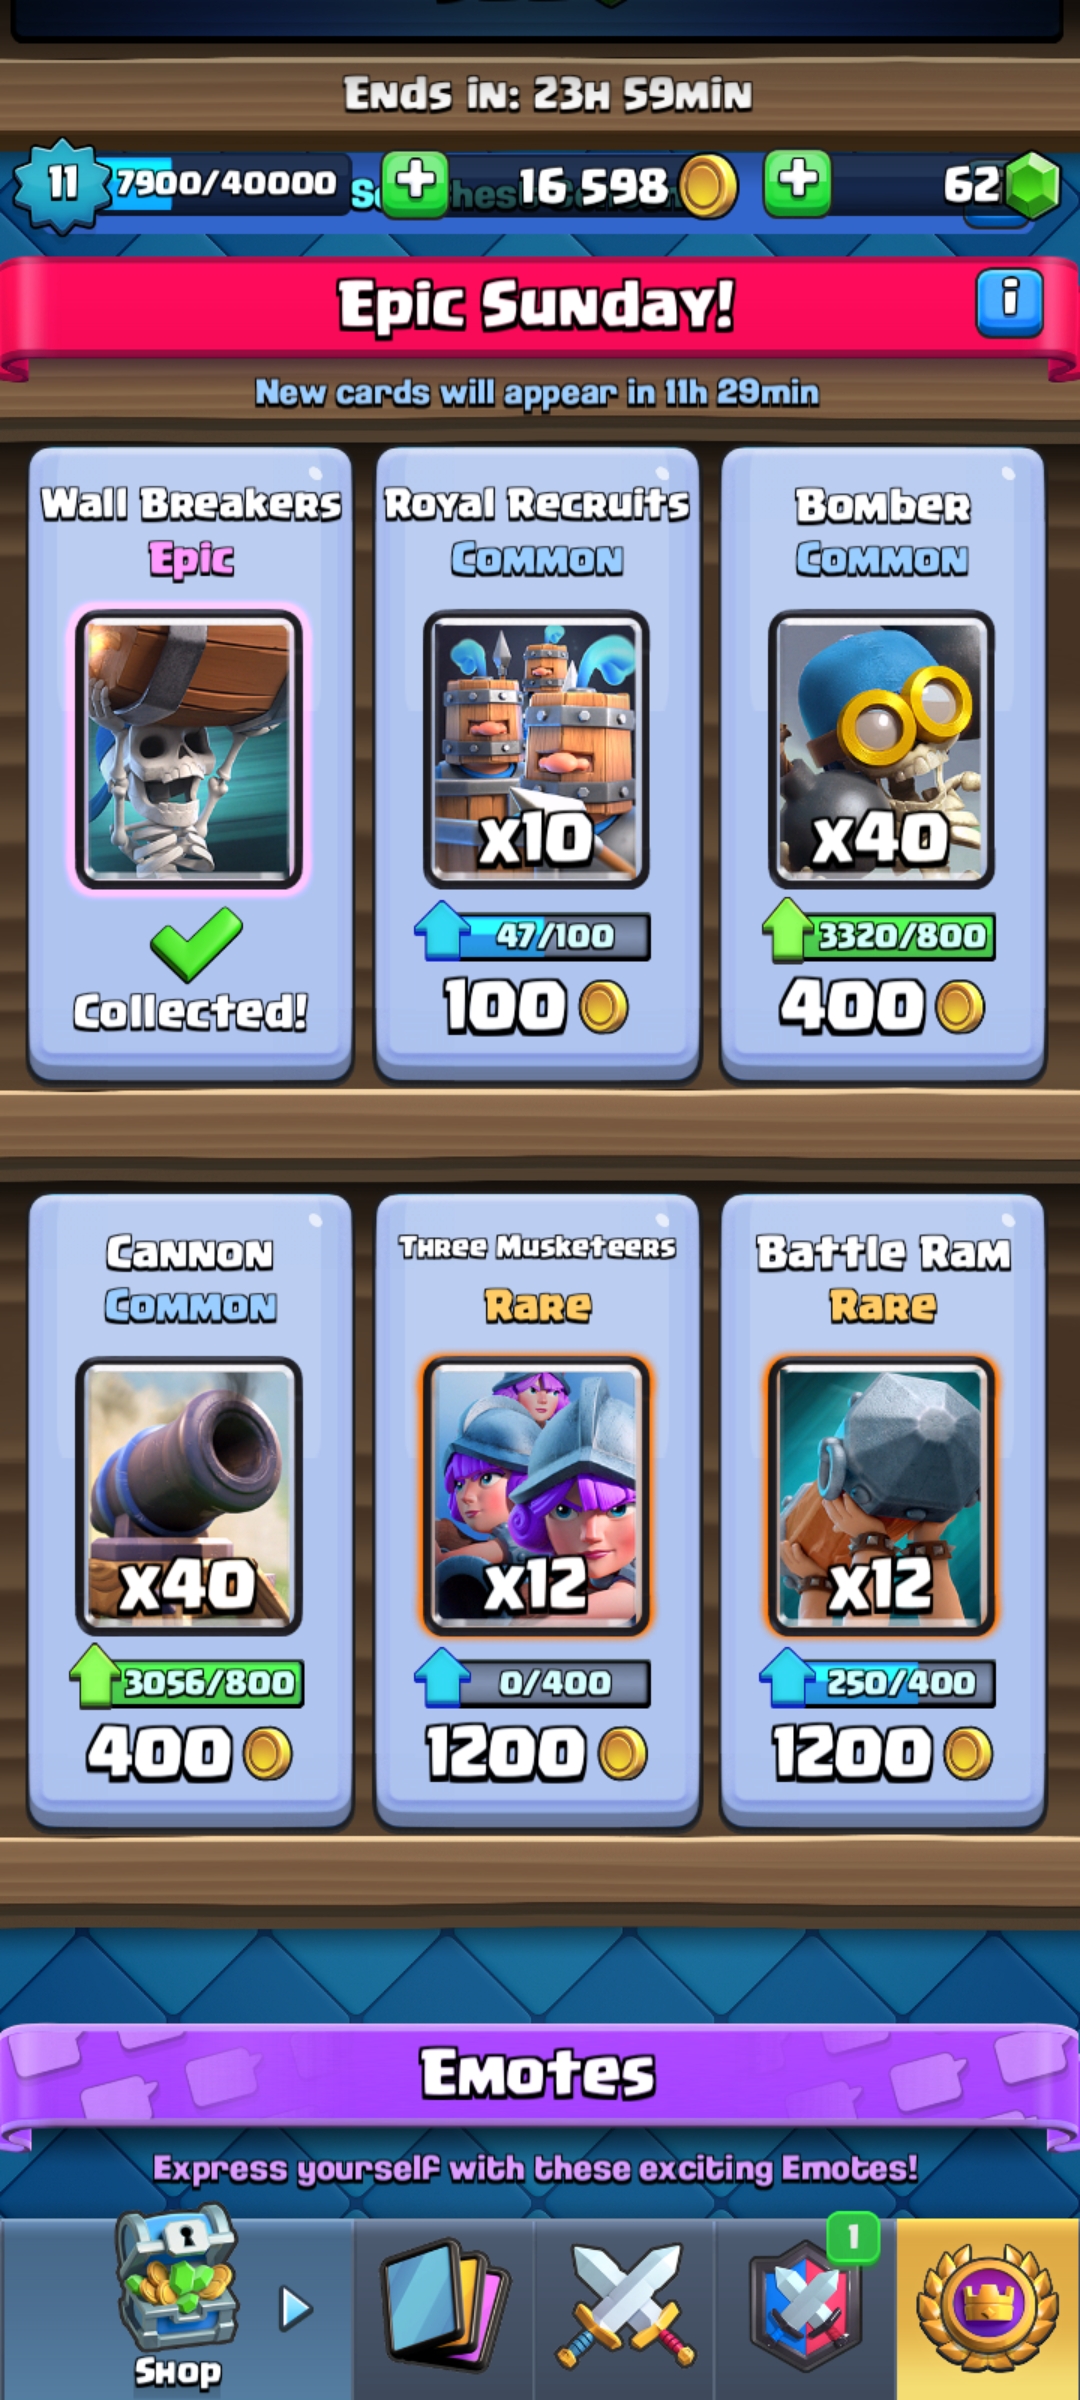 Ends in: 23H 59min
11 7900/40000 16 598 62
Epic Sunday!
i
New cards will appear in 11h 29min
Wall Breakers Royal Recruits Bomber
Epic Common Common
x10 x40
47/100 3320/800
Collected! 100 400
Cannon Three Musketeers Battle Ram
Common Rare Rare
x40 x12 x12
3056/800 0/400 250/400
400 1200 1200
Emotes
Express yourself with these exciting Emotes!
1
Shop